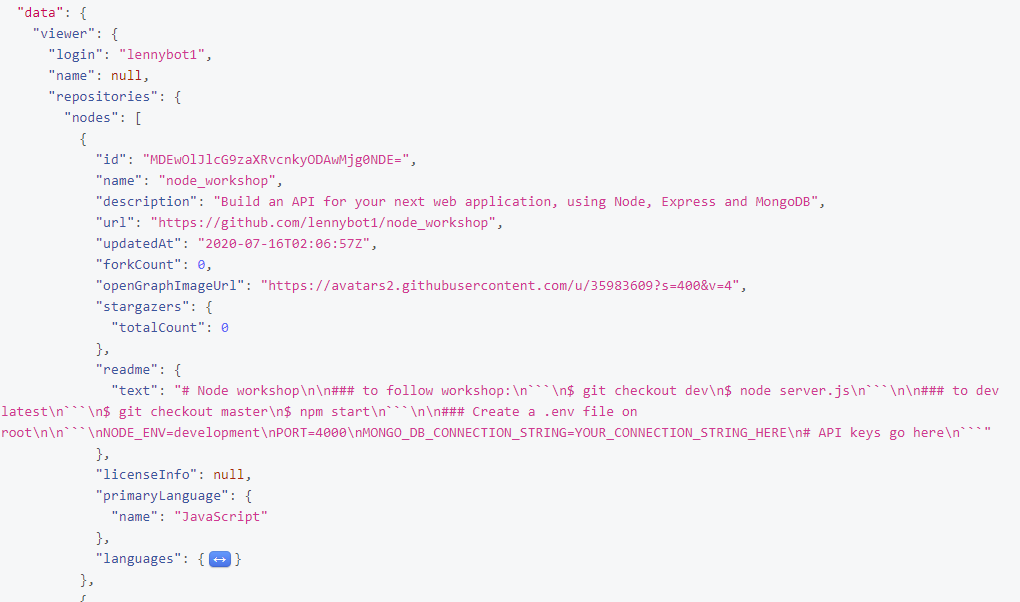 "data": {
"viewer": {
"login": "lennybot1",
"name": null,
"repositories": {
"nodes": [
{
"id": "MDEwOlJlcG9zaXRvcnkyODAwMjg0NDE=",
"name": "node_workshop",
"description": "Build an API for your next web application, using Node, Express and MongoDB",
"url": "https://github.com/lennybot1/node_workshop",
"updatedAt": "2020-07-16T02:06:57Z",
"forkCount": 0,
"openGraphImageUrl": "https://avatars2.githubusercontent.com/u/35983609?s=400&v=4",
"stargazers": {
"totalCount": 0
},
"readme": {
"text": "# Node workshop\n\n### to follow workshop:\n```\n$ git checkout dev\n$ node server.js\n```\n\n### to dev
latest\n```\n$ git checkout master\n$ npm start\n```\n\n### Create a .env file on
root\n\n```\nNODE_ENV=development\nPORT=4000\nMONGO_DB_CONNECTION_STRING=YOUR_CONNECTION_STRING_HERE\n# API keys go here\n```"
},
"licenseInfo": null,
"primaryLanguage": {
"name": "JavaScript"
},
"languages": {↔}
},
{